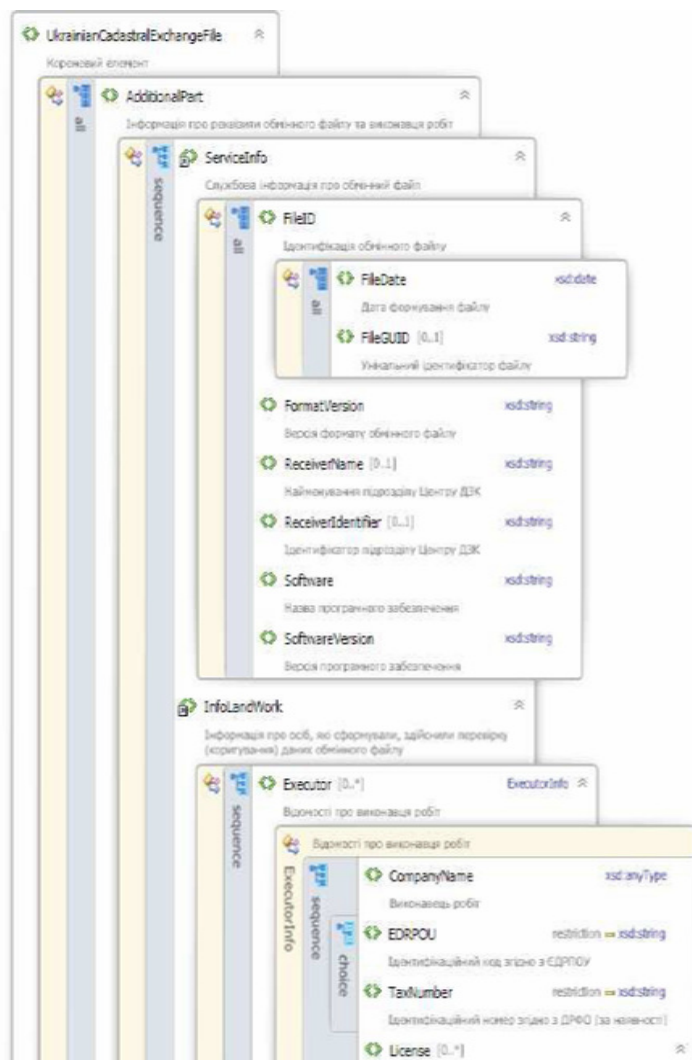 UkrainianCadastralExchangeFile
Кореневий елемент
AdditionalPart
all
Інформація про реквізити обмінного файлу та виконавця робіт
ServiceInfo
sequence
Службова інформація про обмінний файл
FileID
all
Ідентифікація обмінного файлу
FileDate xsd:date
all
Дата формування файлу
FileGUID [0..1] xsd:string
Унікальний ідентифікатор файлу
FormatVersion xsd:string
Версія формату обмінного файлу
ReceiverName [0..1] xsd:string
Найменування підрозділу Центру ДЗК
ReceiverIdentifier [0..1] xsd:string
Ідентифікатор підрозділу Центру ДЗК
Software xsd:string
Назва програмного забезпечення
SoftwareVersion xsd:string
Версія програмного забезпечення
InfoLandWork
Інформація про осіб, які сформували, здійснили перевірку
(коригування) даних обмінного файлу
Executor [0..*] ExecutorInfo
sequence
Відомості про виконавця робіт
Відомості про виконавця робіт
ExecutorInfo
sequence
CompanyName xsd:anyType
Виконавець робіт
choice
EDRPOU restriction xsd:string
Ідентифікаційний код згідно з ЄДРПОУ
TaxNumber restriction xsd:string
Ідентифікаційний номер згідно з ДРФО (за наявності)
License [0..*]